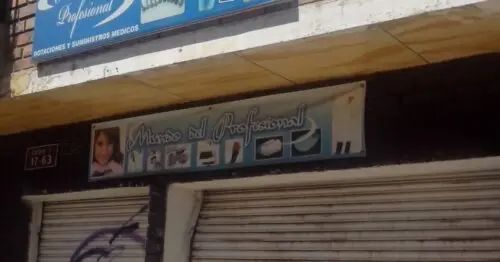 Profesional
DOTACIONES Y SUMINISTROS MEDICOS
Mundo del Profesional
17-63